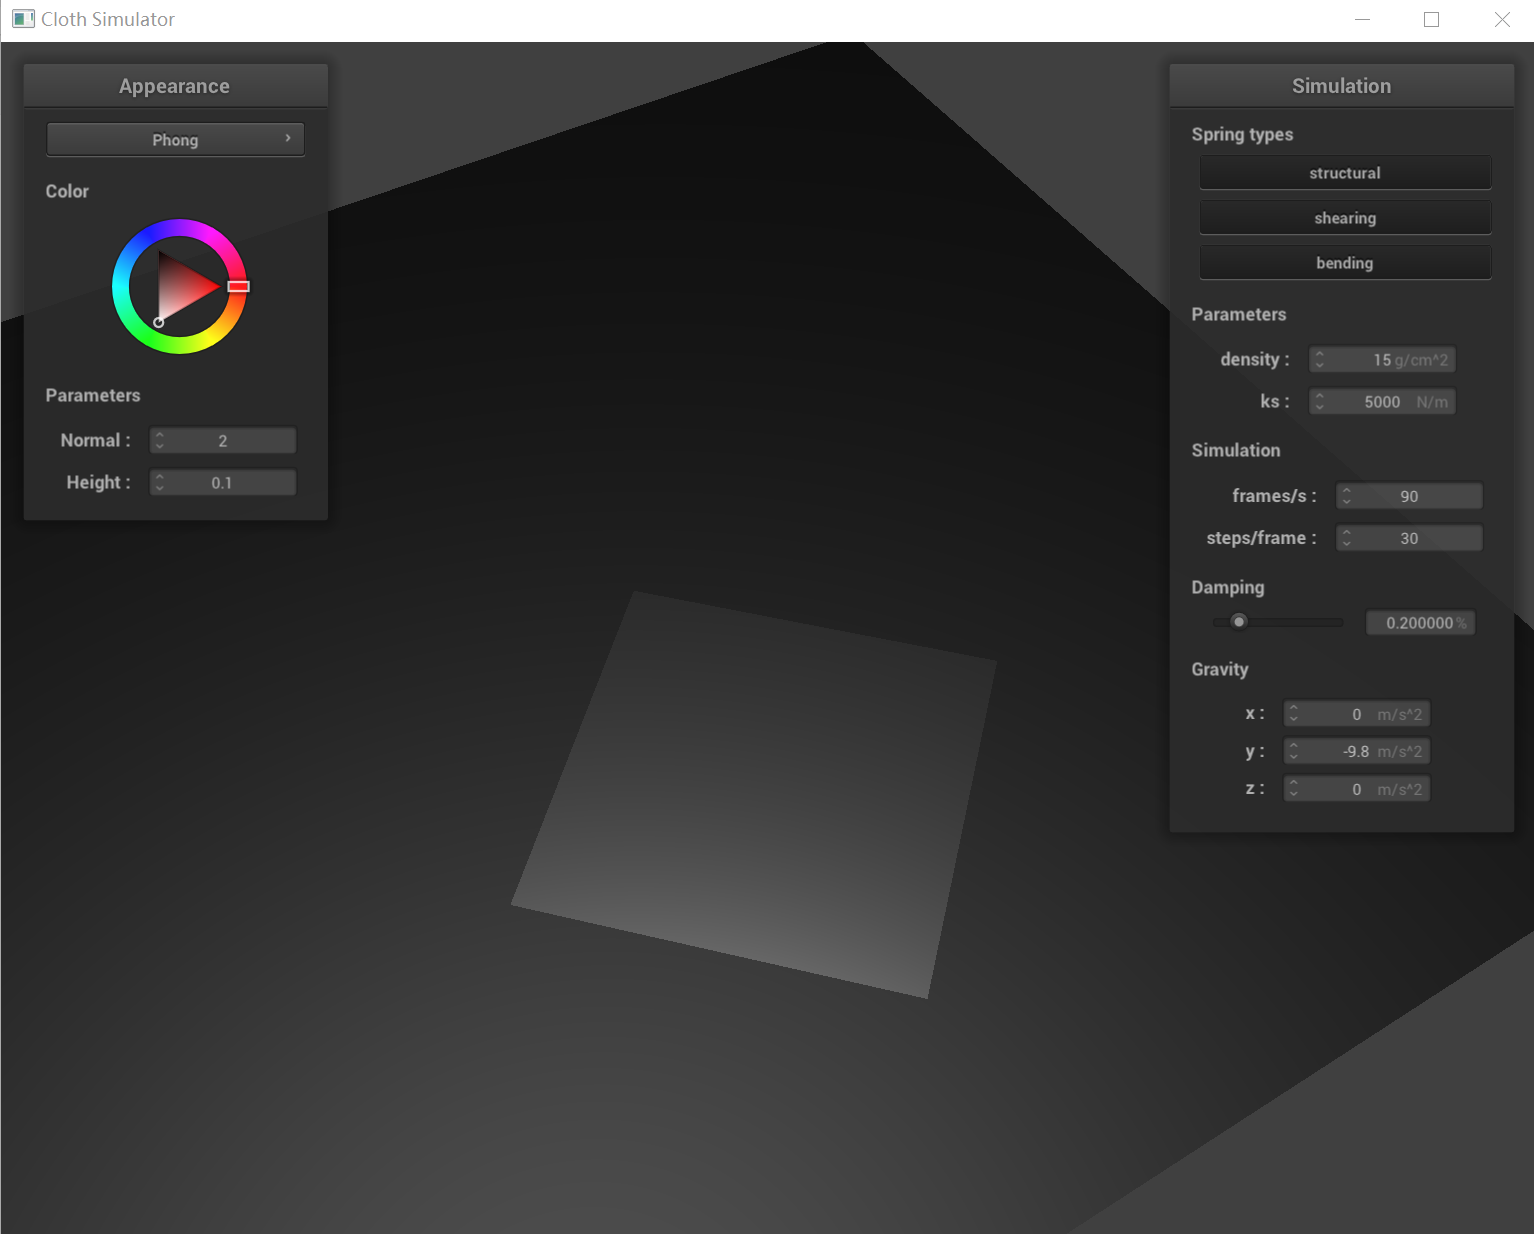 Cloth Simulator
Appearance
Phong
Color
Parameters
Normal : 2
Height : 0.1
Simulation
Spring types
structural
shearing
bending
Parameters
density : 15 g/cm^2
ks : 5000 N/m
Simulation
frames/s : 90
steps/frame : 30
Damping
0.200000 %
Gravity
x : 0 m/s^2
y : -9.8 m/s^2
z : 0 m/s^2